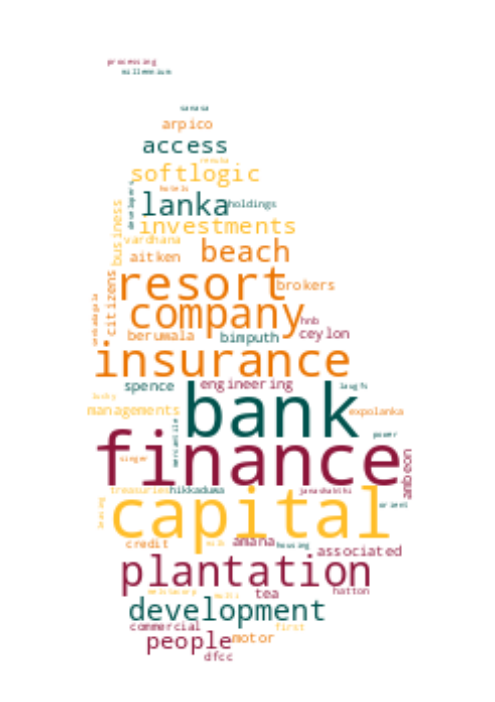 processing
millennium
sanasa
arpico
access
softlogic
hotels
lanka holdings
business
investments
vardhana
beach
aitken
citizens
resort brokers
company
hnb
beruwala bimputh ceylon
insurance
spence engineering laugfs
lucky
managements bank expolanka
mercantile
power
finance
singer
ambeon
treasuries hikkaduwa janashakthi
capital orient
credit amana housing associated
plantation
tea hatton
development
commercial first
people motor
dfcc